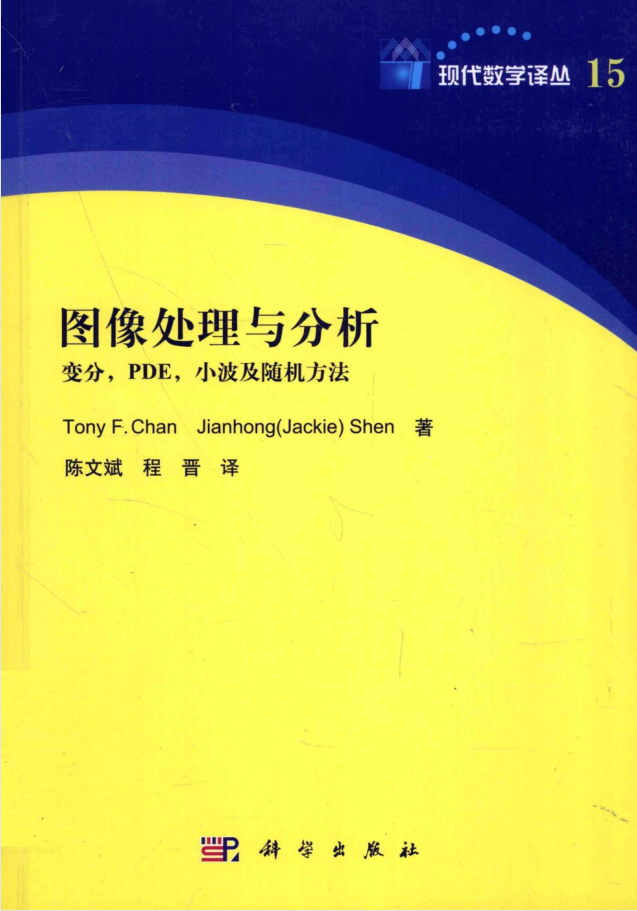 现代数学译丛 15
图像处理与分析
变分，PDE，小波及随机方法
Tony F. Chan Jianhong(Jackie) Shen 著
陈文斌 程 晋 译
科学出版社